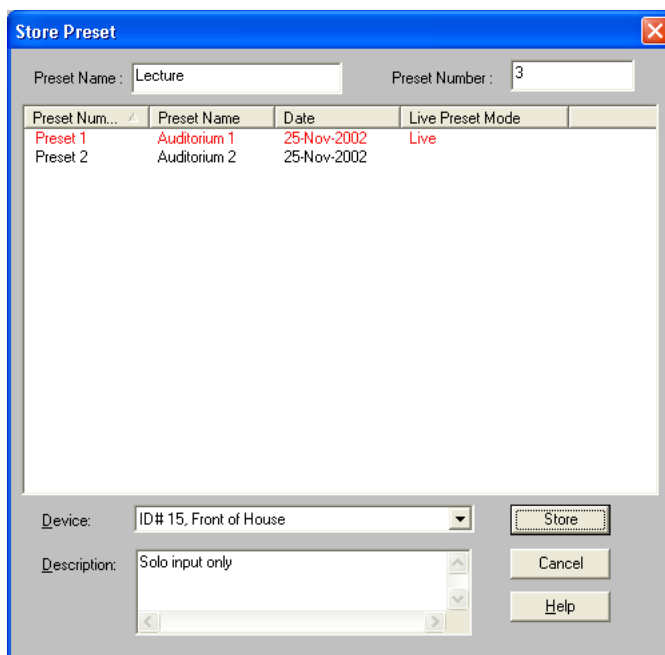 Store Preset
Preset Name : Lecture Preset Number : 3
Preset Num... Preset Name Date Live Preset Mode
Preset 1 Auditorium 1 25-Nov-2002 Live
Preset 2 Auditorium 2 25-Nov-2002
Device: ID# 15, Front of House Store
Description: Solo input only Cancel
Help